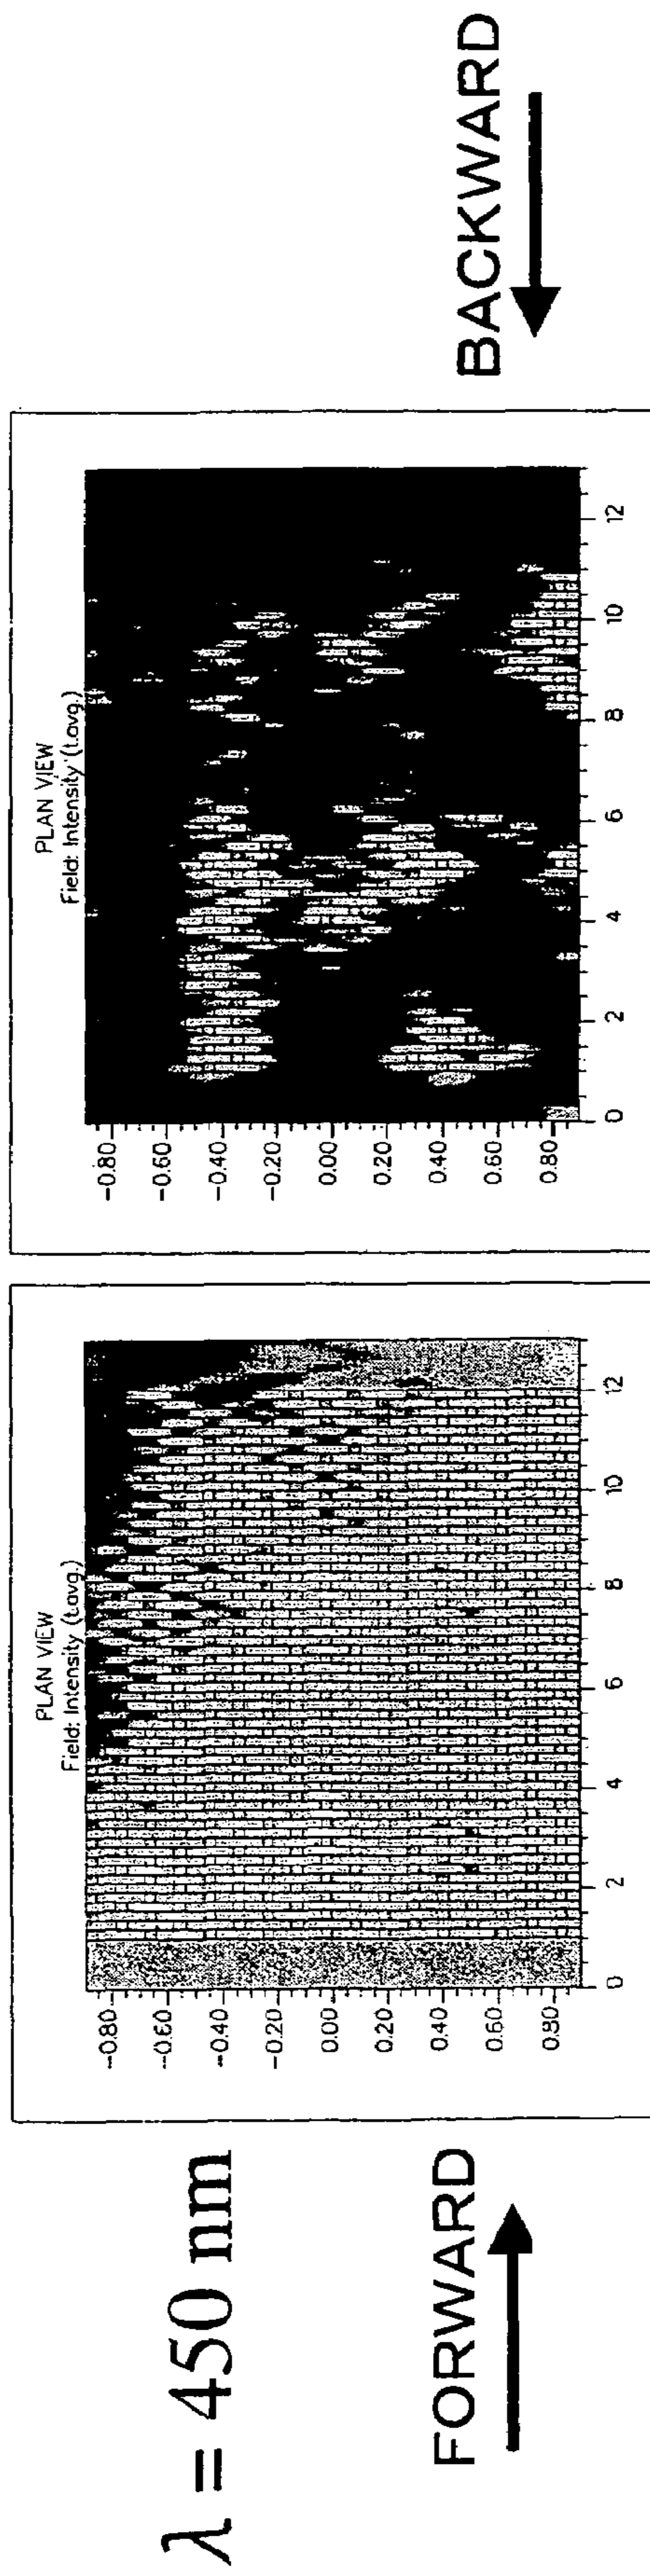 λ = 450 nm
FORWARD
PLAN VIEW
Field: Intensity (t.avg.)
-0.80
-0.60
-0.40
-0.20
0.00
0.20
0.40
0.60
0.80
0 2 4 6 8 10 12
PLAN VIEW
Field: Intensity (t.avg.)
-0.80
-0.60
-0.40
-0.20
0.00
0.20
0.40
0.60
0.80
0 2 4 6 8 10 12
BACKWARD